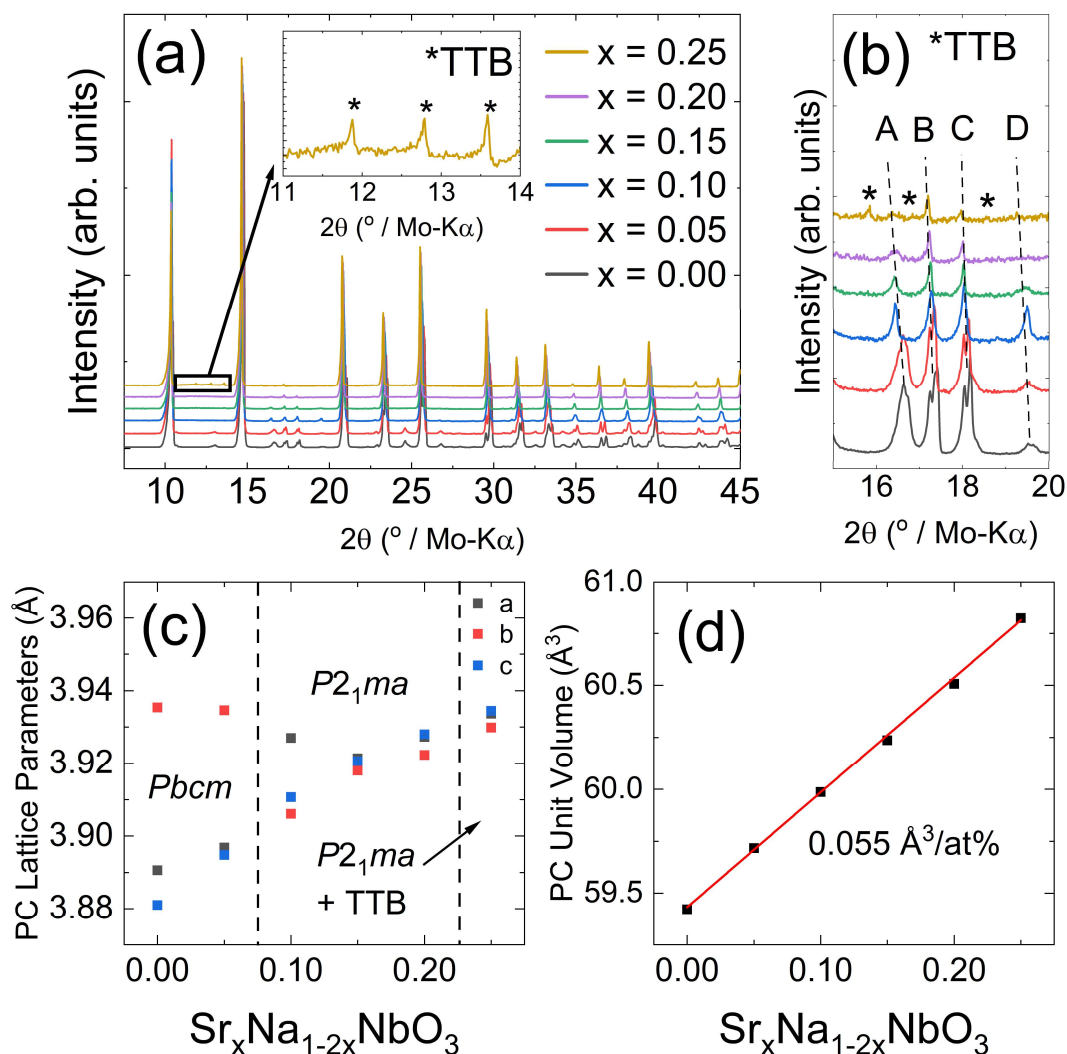 (a)
*TTB
* * *
11 12 13 14
2θ (º / Mo-Kα)
x = 0.25
x = 0.20
x = 0.15
x = 0.10
x = 0.05
x = 0.00
Intensity (arb. units)
10 15 20 25 30 35 40 45
2θ (º / Mo-Kα)
(b)
*TTB
A B C D
* * *
Intensity (arb. units)
16 18 20
2θ (º / Mo-Kα)
(c)
a
b
c
P2₁ma
Pbcm
P2₁ma
+ TTB
PC Lattice Parameters (Å)
3.96
3.94
3.92
3.90
3.88
0.00 0.10 0.20
SrₓNa₁₋₂ₓNbO₃
(d)
0.055 Å³/at%
PC Unit Volume (Å³)
61.0
60.5
60.0
59.5
0.00 0.10 0.20
SrₓNa₁₋₂ₓNbO₃